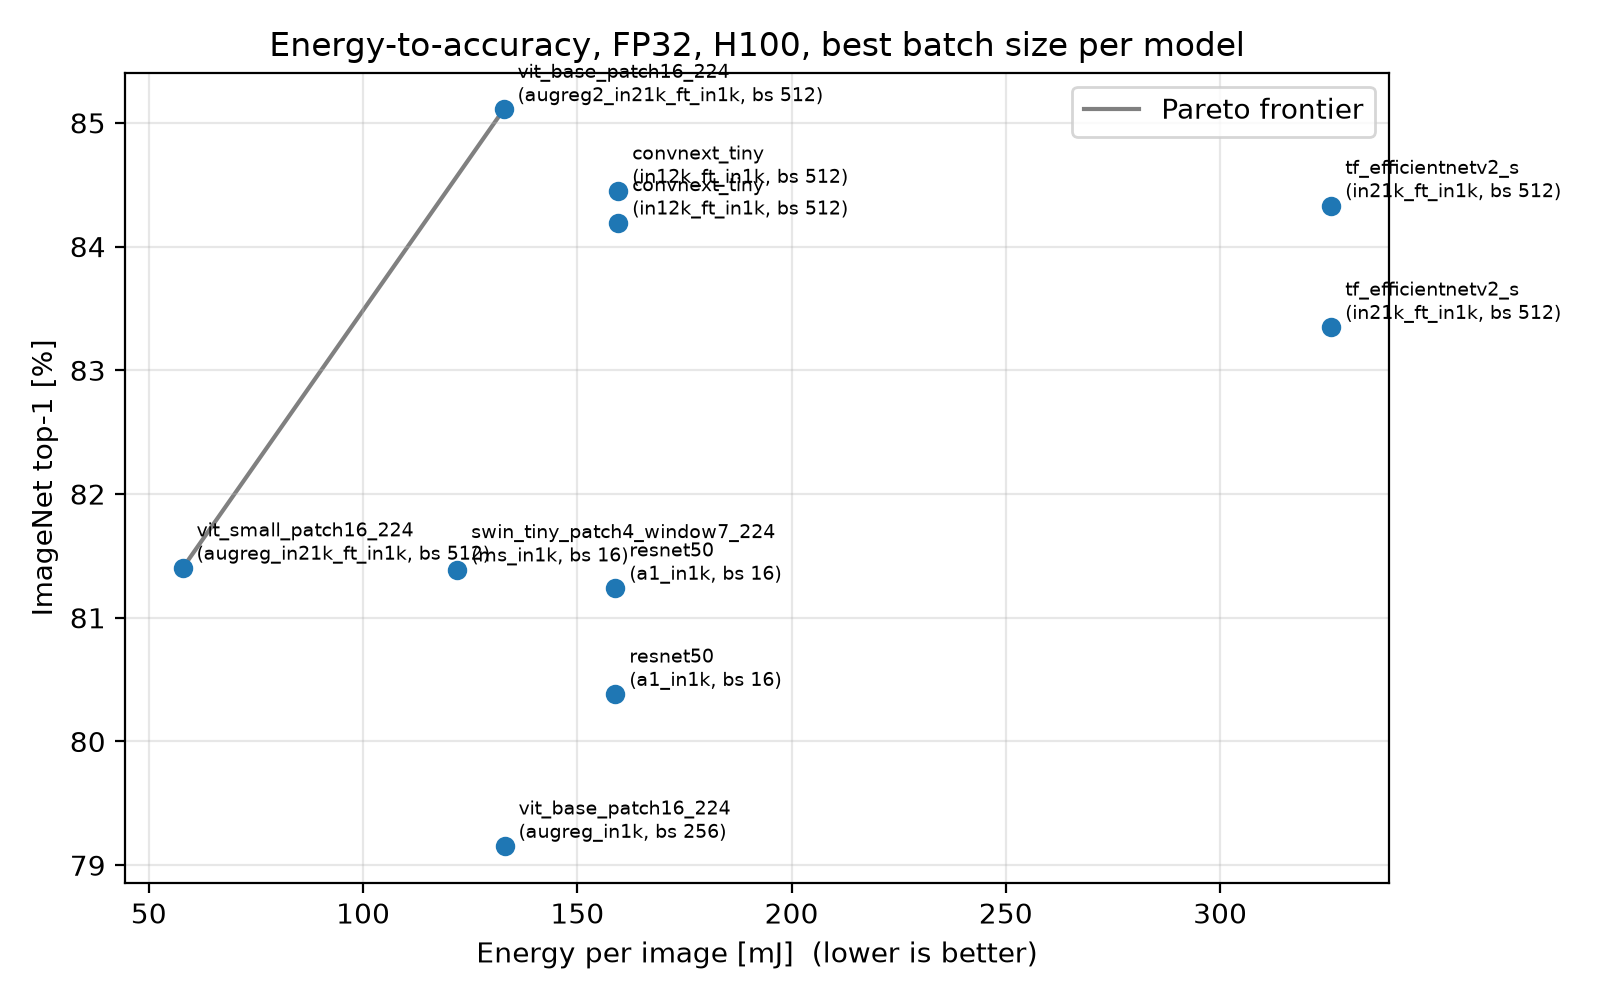 Energy-to-accuracy, FP32, H100, best batch size per model
Pareto frontier
vit_base_patch16_224
(augreg2_in21k_ft_in1k, bs 512)
convnext_tiny
(in12k_ft_in1k, bs 512)
convnext_tiny
(in12k_ft_in1k, bs 512)
tf_efficientnetv2_s
(in21k_ft_in1k, bs 512)
tf_efficientnetv2_s
(in21k_ft_in1k, bs 512)
vit_small_patch16_224
(augreg_in21k_ft_in1k, bs 512)
swin_tiny_patch4_window7_224
(ms_in1k, bs 16)
resnet50
(a1_in1k, bs 16)
resnet50
(a1_in1k, bs 16)
vit_base_patch16_224
(augreg_in1k, bs 256)
ImageNet top-1 [%]
85
84
83
82
81
80
79
50 100 150 200 250 300
Energy per image [mJ] (lower is better)